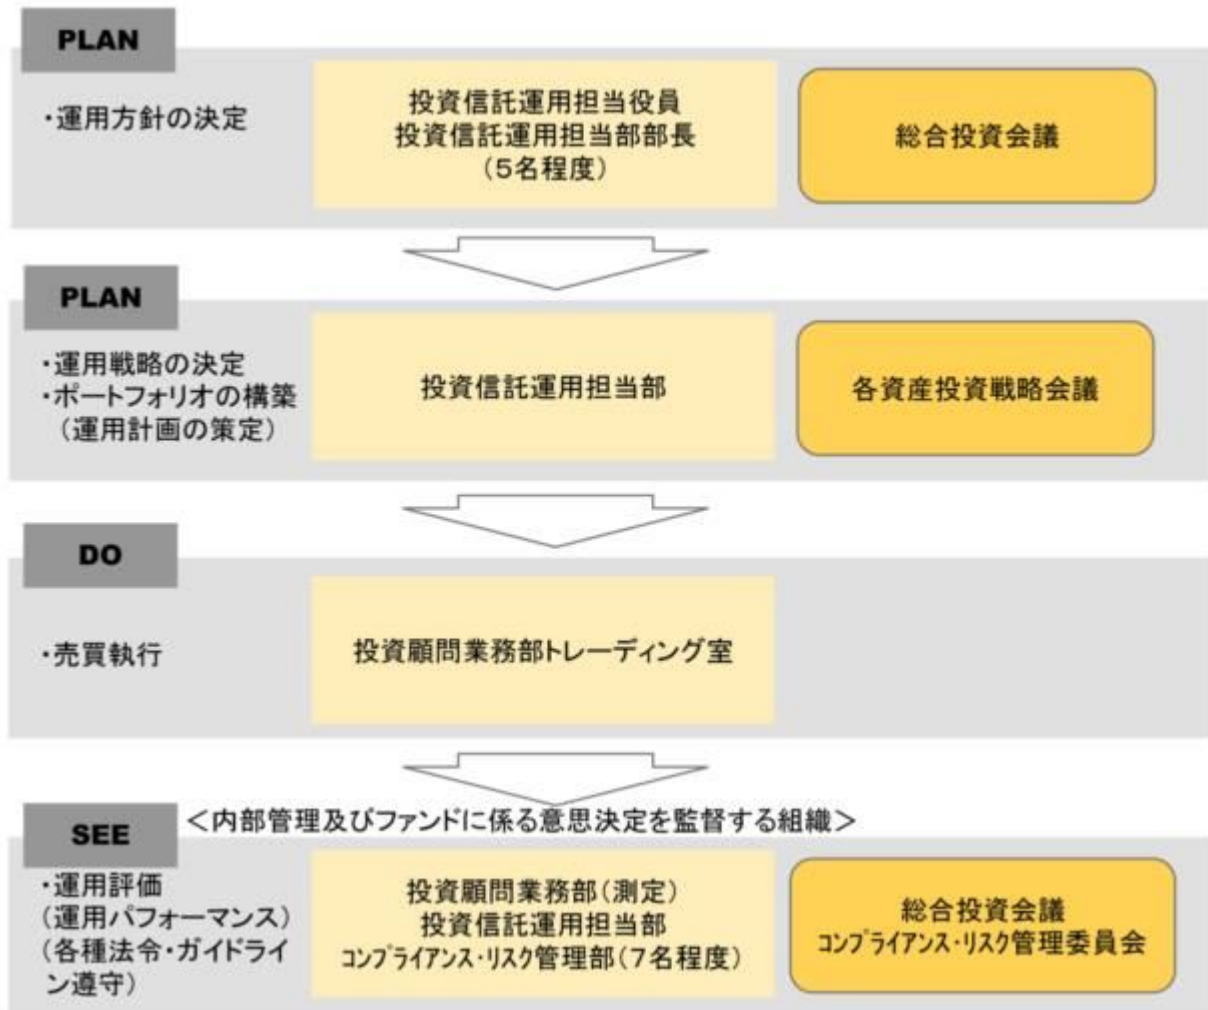 PLAN
・運用方針の決定
投資信託運用担当役員
投資信託運用担当部部長
(5名程度)
総合投資会議
PLAN
・運用戦略の決定
・ポートフォリオの構築
(運用計画の策定)
投資信託運用担当部
各資産投資戦略会議
DO
・売買執行
投資顧問業務部トレーディング室
SEE
＜内部管理及びファンドに係る意思決定を監督する組織＞
・運用評価
(運用パフォーマンス)
(各種法令・ガイドライ
ン遵守)
投資顧問業務部(測定)
投資信託運用担当部
ｺﾝﾌﾟﾗｲｱﾝｽ・ﾘｽｸ管理部(7名程度)
総合投資会議
ｺﾝﾌﾟﾗｲｱﾝｽ・ﾘｽｸ管理委員会